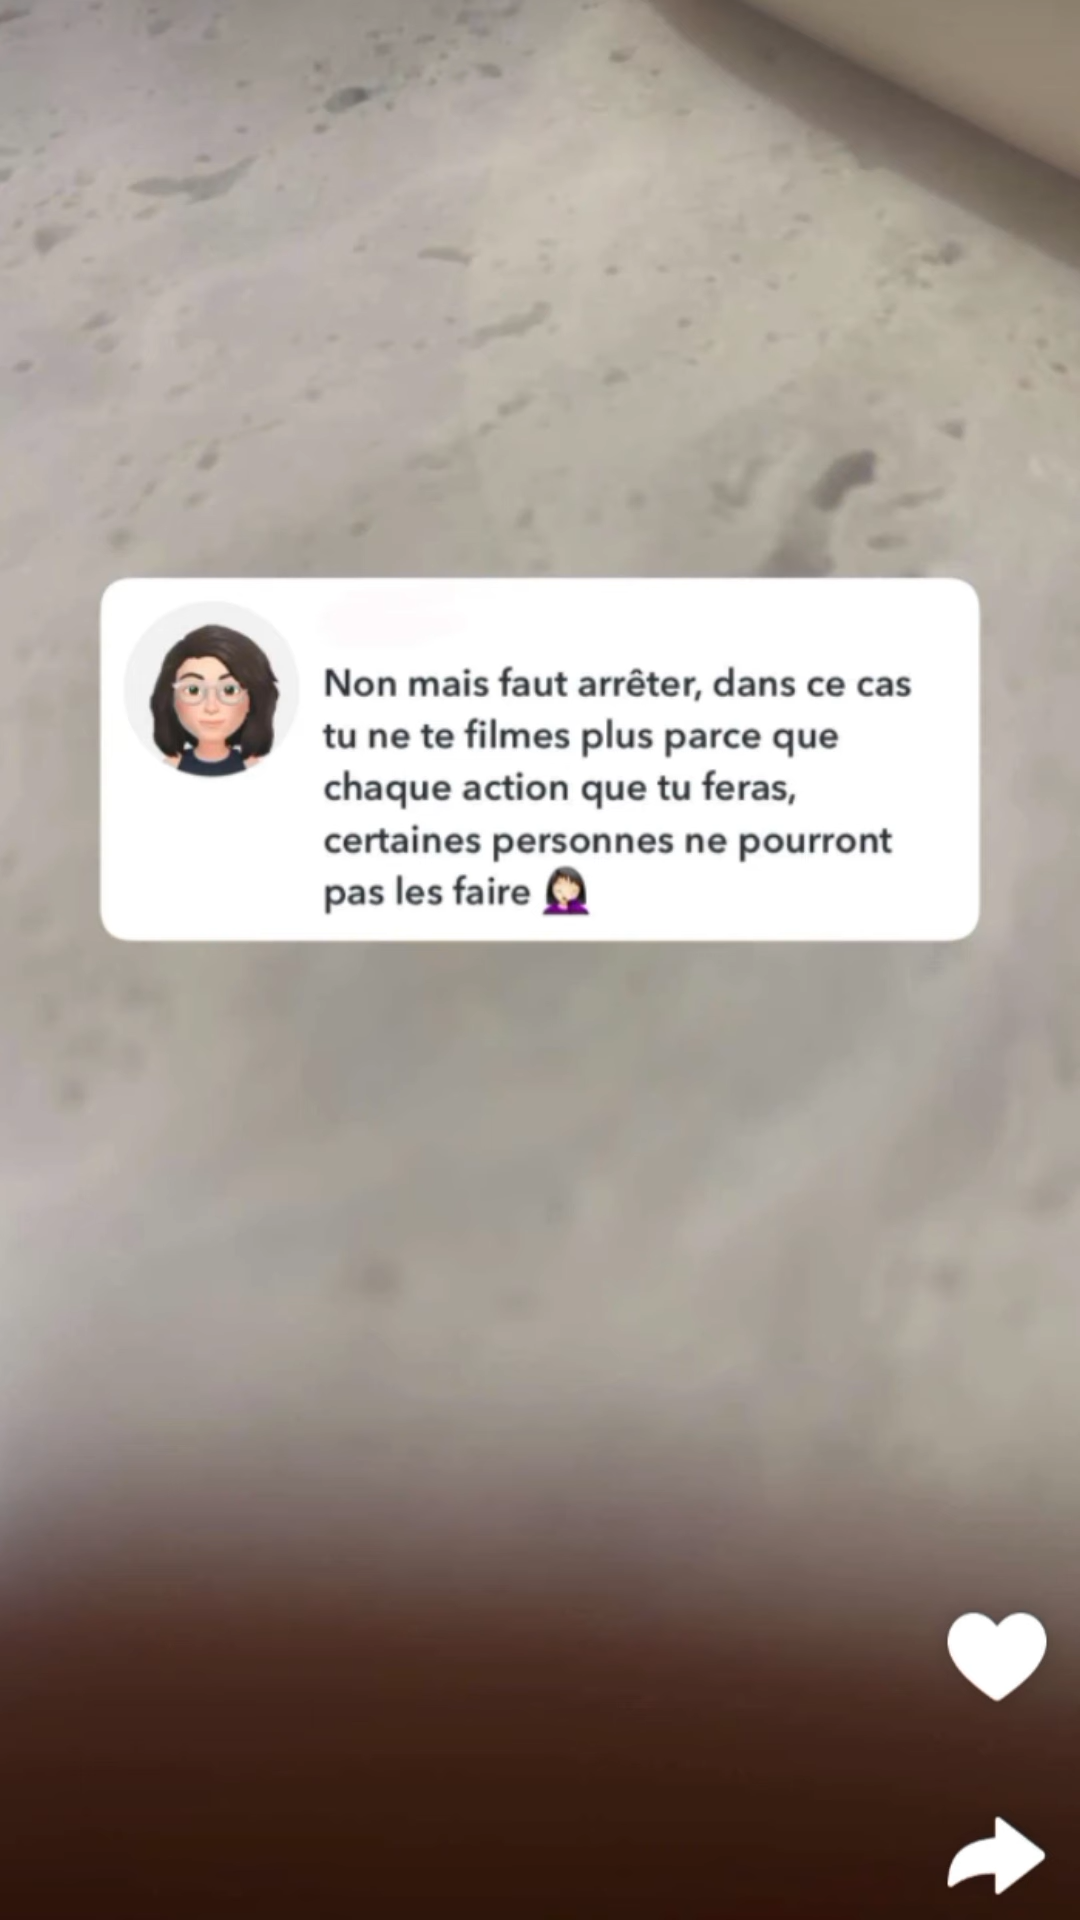 Non mais faut arrêter, dans ce cas
tu ne te filmes plus parce que
chaque action que tu feras,
certaines personnes ne pourront
pas les faire 🤦🏻‍♀️